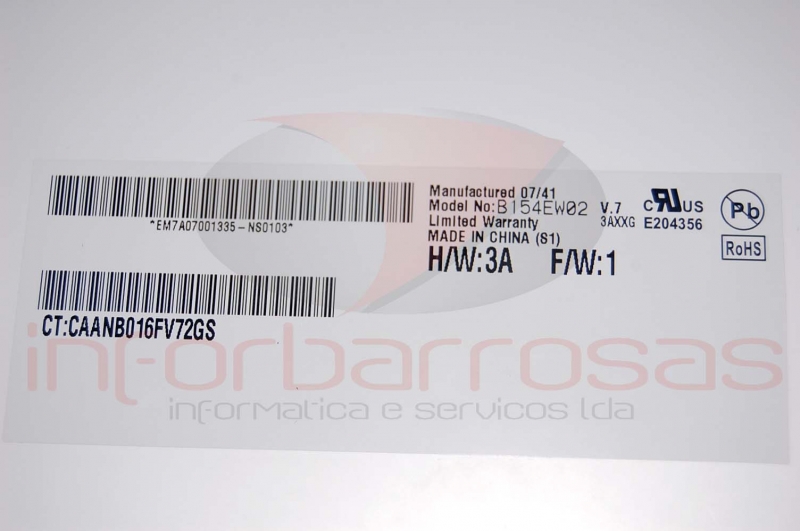 *EM7A07001335-NS0103*
Manufactured 07/41
Model No:B154EW02 V.7
Limited Warranty 3AXXG
MADE IN CHINA (S1)
H/W:3A F/W:1
C RU US
E204356
Pb
RoHS
CT:CAANB016FV72GS
inforbarrosas
informatica e servicos lda